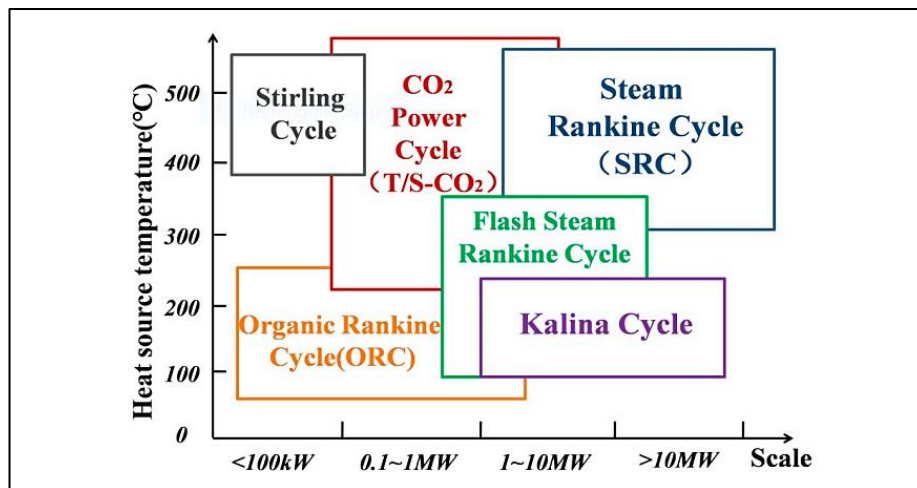 Heat source temperature(°C)
500
400
300
200
100
0
Stirling
Cycle
CO₂
Power
Cycle
(T/S-CO₂)
Steam
Rankine Cycle
(SRC)
Flash Steam
Rankine Cycle
Organic Rankine
Cycle(ORC)
Kalina Cycle
<100kW
0.1~1MW
1~10MW
>10MW
Scale